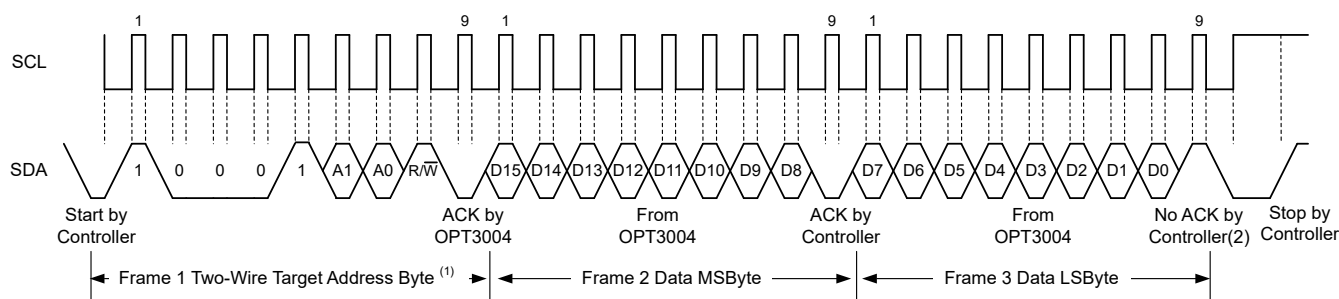 1 9 1 9 1 9
SCL
SDA
1 0 0 0 1 A1 A0 R/W D15 D14 D13 D12 D11 D10 D9 D8 D7 D6 D5 D4 D3 D2 D1 D0
Start by
Controller
ACK by
OPT3004
From
OPT3004
ACK by
Controller
From
OPT3004
No ACK by
Controller(2)
Stop by
Controller
Frame 1 Two-Wire Target Address Byte (1)
Frame 2 Data MSByte
Frame 3 Data LSByte